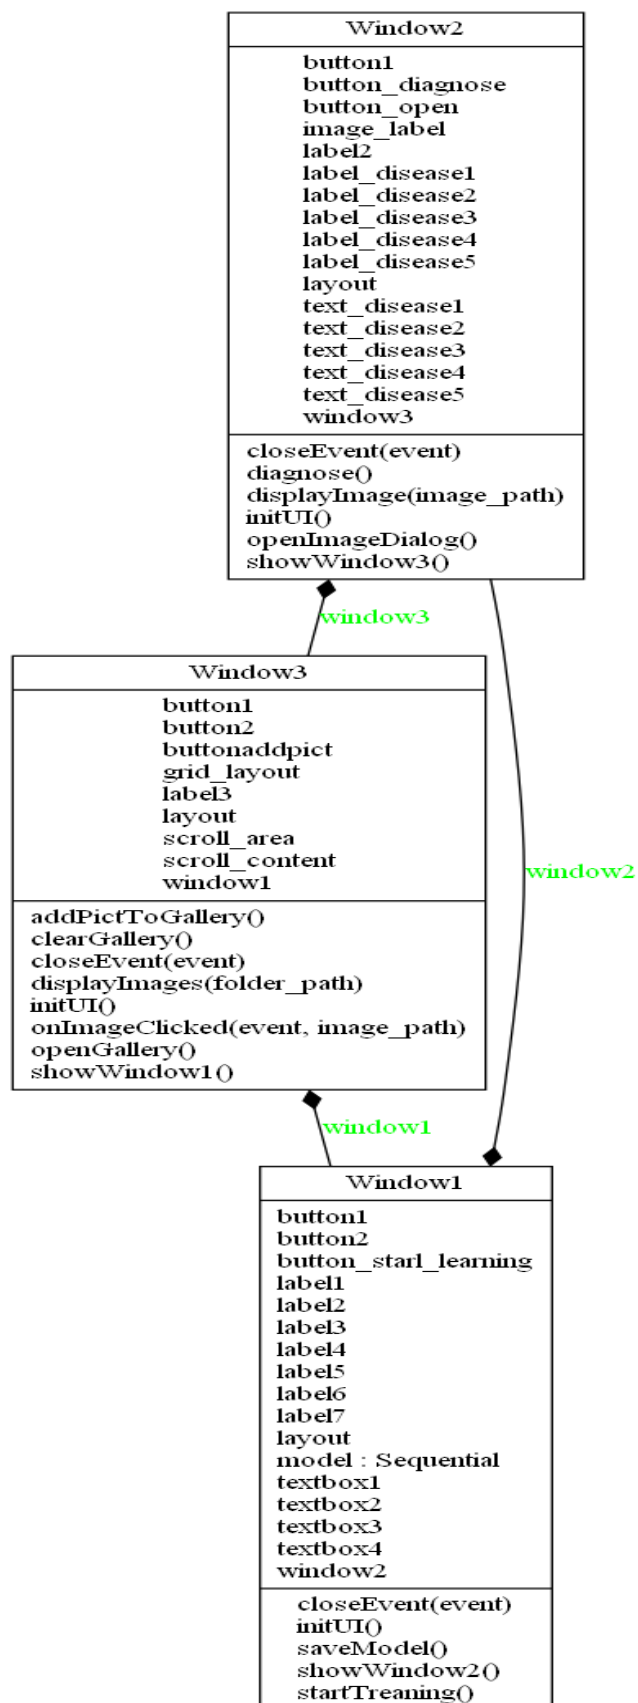 Window2
button1
button_diagnose
button_open
image_label
label2
label_disease1
label_disease2
label_disease3
label_disease4
label_disease5
layout
text_disease1
text_disease2
text_disease3
text_disease4
text_disease5
window3
closeEvent(event)
diagnose()
displayImage(image_path)
initUI()
openImageDialog()
showWindow3()
window3
Window3
button1
button2
buttonaddpict
grid_layout
label3
layout
scroll_area
scroll_content
window1
addPictToGallery()
clearGallery()
closeEvent(event)
displayImages(folder_path)
initUI()
onImageClicked(event, image_path)
openGallery()
showWindow1()
window2
window1
Window1
button1
button2
button_starl_learning
label1
label2
label3
label4
label5
label6
label7
layout
model : Sequential
textbox1
textbox2
textbox3
textbox4
window2
closeEvent(event)
initUI()
saveModel()
showWindow2()
startTreaning()